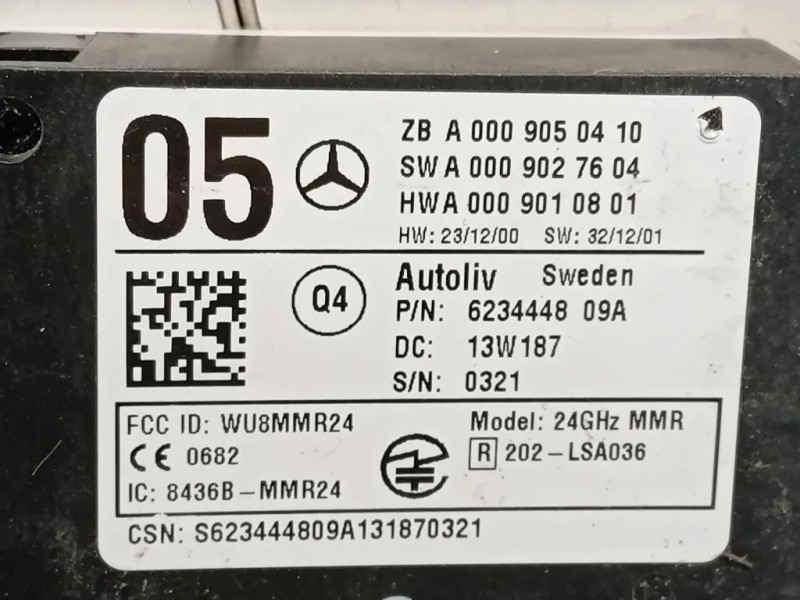 05
ZB A 000 905 04 10
SW A 000 902 76 04
HW A 000 901 08 01
HW: 23/12/00 SW: 32/12/01
Q4
Autoliv Sweden
P/N: 6234448 09A
DC: 13W187
S/N: 0321
FCC ID: WU8MMR24
Model: 24GHz MMR
CE 0682
R 202-LSA036
IC: 8436B-MMR24
CSN: S623444809A131870321